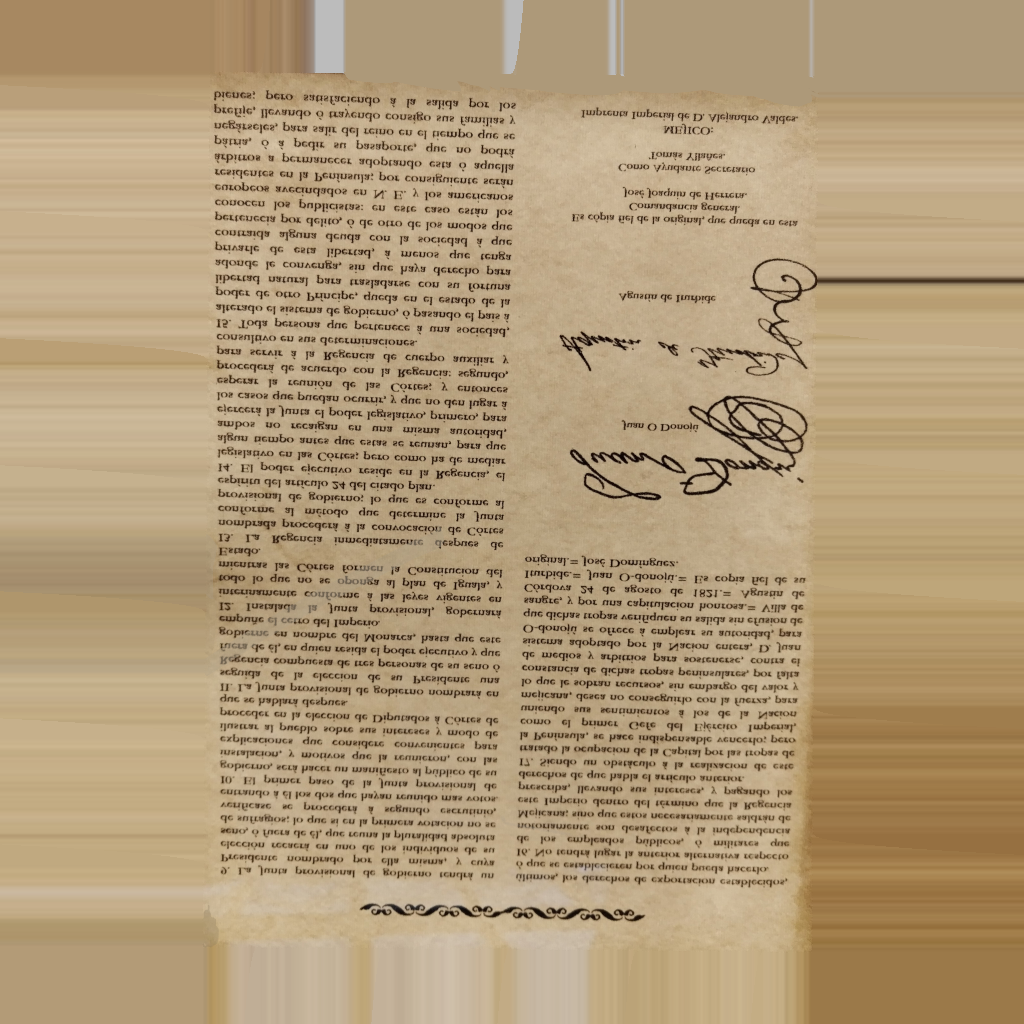 9. La Junta provisional de gobierno tendrá un
Presidente nombrado por ella misma, y cuya
elección recaerá en uno de los individuos de su
seno, ó fuera de él, que reuna la pluralidad absoluta
de sufragios; lo que si en la primera votacion no se
verificase se procederá á segundo escrutinio,
entrando á él los dos que hayan reunido mas votos.
10. El primer paso de la Junta provisional de
gobierno, será hacer un manifiesto al público de su
instalacion, y motivos que la reunieron, con las
explicaciones que considere convenientes para
ilustrar al pueblo sobre sus intereses y modo de
proceder en la eleccion de Diputados á Córtes de
que se hablará despues.
11. La Junta provisional de gobierno nombrará en
seguida de la eleccion de su Presidente una
Regencia compuesta de tres personas de su seno ó
fuera de él, en quien resida el poder ejecutivo y que
gobierne en nombre del Monarca, hasta que este
empuñe el cetro del Imperio.
12. Instalada la Junta provisional, gobernará
interinamente conforme á las leyes vigentes en
todo lo que no se oponga al plan de Iguala, y
mientras las Córtes formen la Constitucion del
Estado.
13. La Regencia inmediatamente despues de
nombrada procederá á la convocación de Córtes
conforme al método que determine la Junta
provisional de gobierno; lo que es conforme al
espíritu del articulo 24 del citado plan.
14. El poder ejecutivo reside en la Regencia, el
legislativo en las Córtes; pero como ha de mediar
algun tiempo antes que estas se reunan, para que
ambos no recaigan en una misma autoridad,
ejercerá la Junta el poder legislativo, primero, para
los casos que puedan ocurrir, y que no den lugar á
esperar la reunión de las Córtes; y entonces
procederá de acuerdo con la Regencia: segundo,
para servir á la Regencia de cuerpo auxiliar y
consultivo en sus determinaciones.
15. Toda persona que pertenece á una sociedad,
alterado el sistema de gobierno, ó pasando el pais á
poder de otro Príncipe, queda en el estado de la
libertad natural para trasladarse con su fortuna
adonde le convenga, sin que haya derecho para
privarle de esta libertad, á menos que tenga
contraida alguna deuda con la sociedad á que
pertenecia por delito, ó de otro de los modos que
conocen los publicistas: en este caso están los
europeos avecindados en N. E. y los americanos
residentes en la Península; por consiguiente serán
árbitros a permanecer adoptando esta ó aquella
pátria, ó á pedir su pasaporte, que no podrá
negárseles, para salir del reino en el tiempo que se
prefije, llevando ó trayendo consigo sus familias y
bienes; pero satisfaciendo á la salida por los
últimos, los derechos de exportacion establecidos,
ó que se establecieren por quien pueda hacerlo.
16. No tendrá lugar la anterior alternativa respecto
de los empleados públicos, ó militares que
notoriamente son desafectos á la independencia
Mejicana; sino que estos necesariamente saldrán de
este Imperio dentro del término que la Regencia
prescriba, llevando sus intereses, y pagando los
derechos de que habla el articulo anterior.
17. Siendo un obstáculo á la realizacion de este
tratado la ocupacion de la Capital por las tropas de
la Península, se hace indispensable vencerlo; pero
como el primer Gefe del Ejército Imperial,
uniendo sus sentimientos á los de la Nacion
mejicana, desea no conseguirlo con la fuerza, para
lo que le sobran recursos, sin embargo del valor y
constancia de dichas tropas peninsulares, por falta
de medios y arbitrios para sostenerse, contra el
sistema adoptado por la Nacion entera, D. Juan
O-donojú se ofrece á emplear su autoridad, para
que dichas tropas verifiquen su salida sin efusion de
sangre, y por una capitulacion honrosa.= Villa de
Córdova 24 de agosto de 1821.= Agustin de
Iturbide.= Juan O-donojú.= Es copia fiel de su
original.= José Dominguez.
Juan O Donoju
Juan O Donojú
Agustin de Iturbide
Agustin de Iturbide
Es cópia fiel de la original, que queda en esta
Comandancia general.
José Joaquin de Herrera.
Como Ayudante Secretario
Tomás Yllañes.
MEJICO:
Imprenta Imperial de D. Alejandro Valdes.